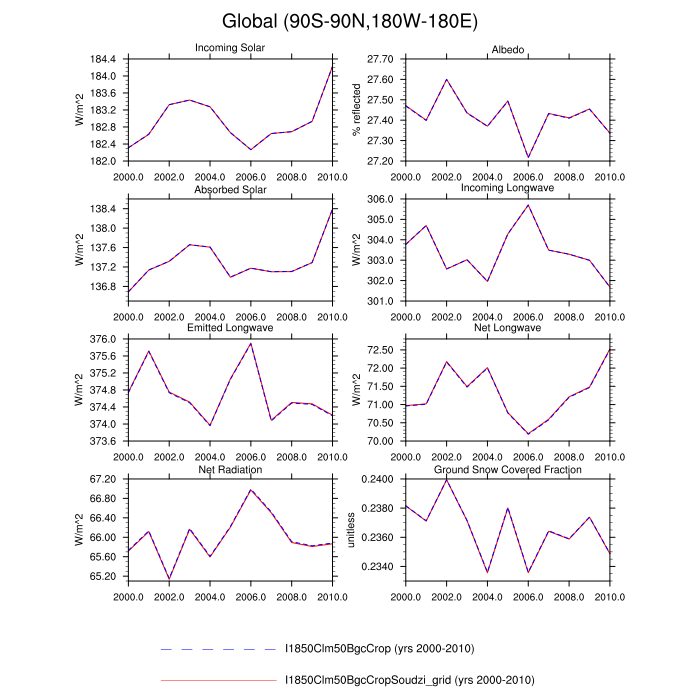 Global (90S-90N,180W-180E)
Incoming Solar
W/m^2
184.4
184.0
183.6
183.2
182.8
182.4
182.0
2000.0 2002.0 2004.0 2006.0 2008.0 2010.0
Albedo
% reflected
27.70
27.60
27.50
27.40
27.30
27.20
2000.0 2002.0 2004.0 2006.0 2008.0 2010.0
Absorbed Solar
W/m^2
138.4
138.0
137.6
137.2
136.8
2000.0 2002.0 2004.0 2006.0 2008.0 2010.0
Incoming Longwave
W/m^2
306.0
305.0
304.0
303.0
302.0
301.0
2000.0 2002.0 2004.0 2006.0 2008.0 2010.0
Emitted Longwave
W/m^2
376.0
375.6
375.2
374.8
374.4
374.0
373.6
2000.0 2002.0 2004.0 2006.0 2008.0 2010.0
Net Longwave
W/m^2
72.50
72.00
71.50
71.00
70.50
70.00
2000.0 2002.0 2004.0 2006.0 2008.0 2010.0
Net Radiation
W/m^2
67.20
66.80
66.40
66.00
65.60
65.20
2000.0 2002.0 2004.0 2006.0 2008.0 2010.0
Ground Snow Covered Fraction
unitless
0.2400
0.2380
0.2360
0.2340
2000.0 2002.0 2004.0 2006.0 2008.0 2010.0
I1850Clm50BgcCrop (yrs 2000-2010)
I1850Clm50BgcCropSoudzi_grid (yrs 2000-2010)